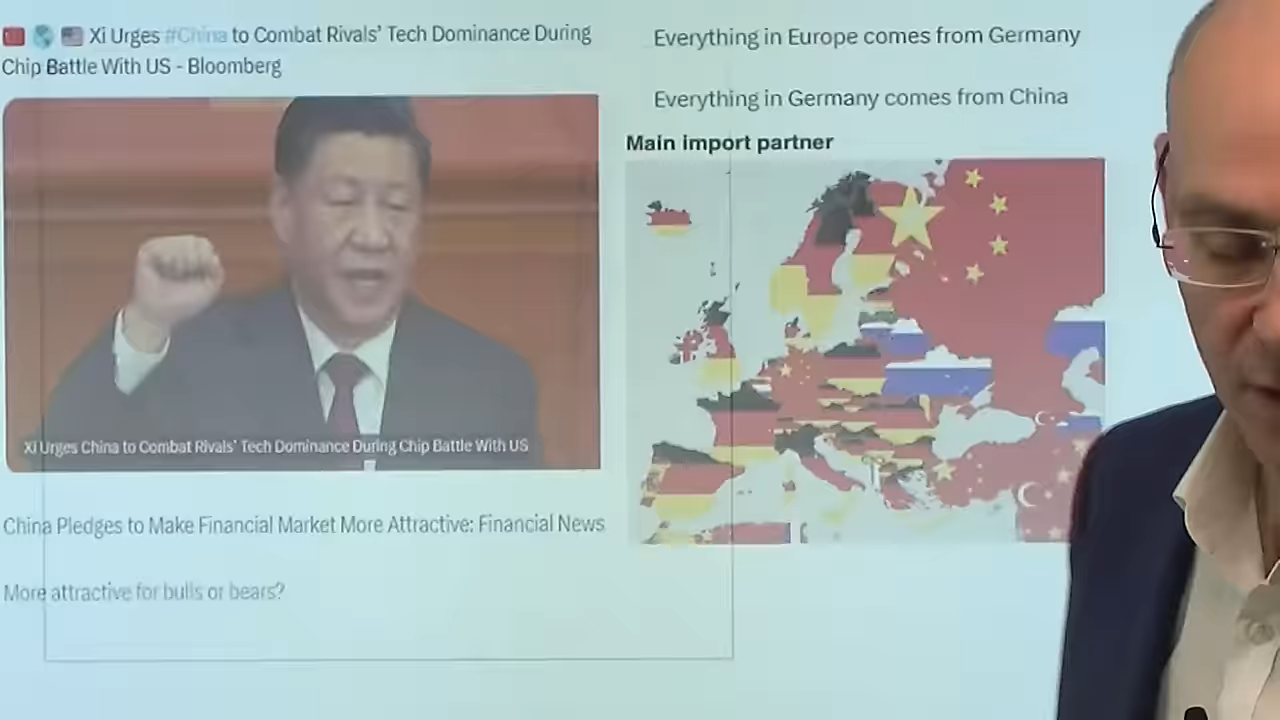 Xi Urges #China to Combat Rivals' Tech Dominance During
Chip Battle With US - Bloomberg
Xi Urges China to Combat Rivals' Tech Dominance During Chip Battle With US
China Pledges to Make Financial Market More Attractive: Financial News
More attractive for bulls or bears?
Everything in Europe comes from Germany
Everything in Germany comes from China
Main import partner